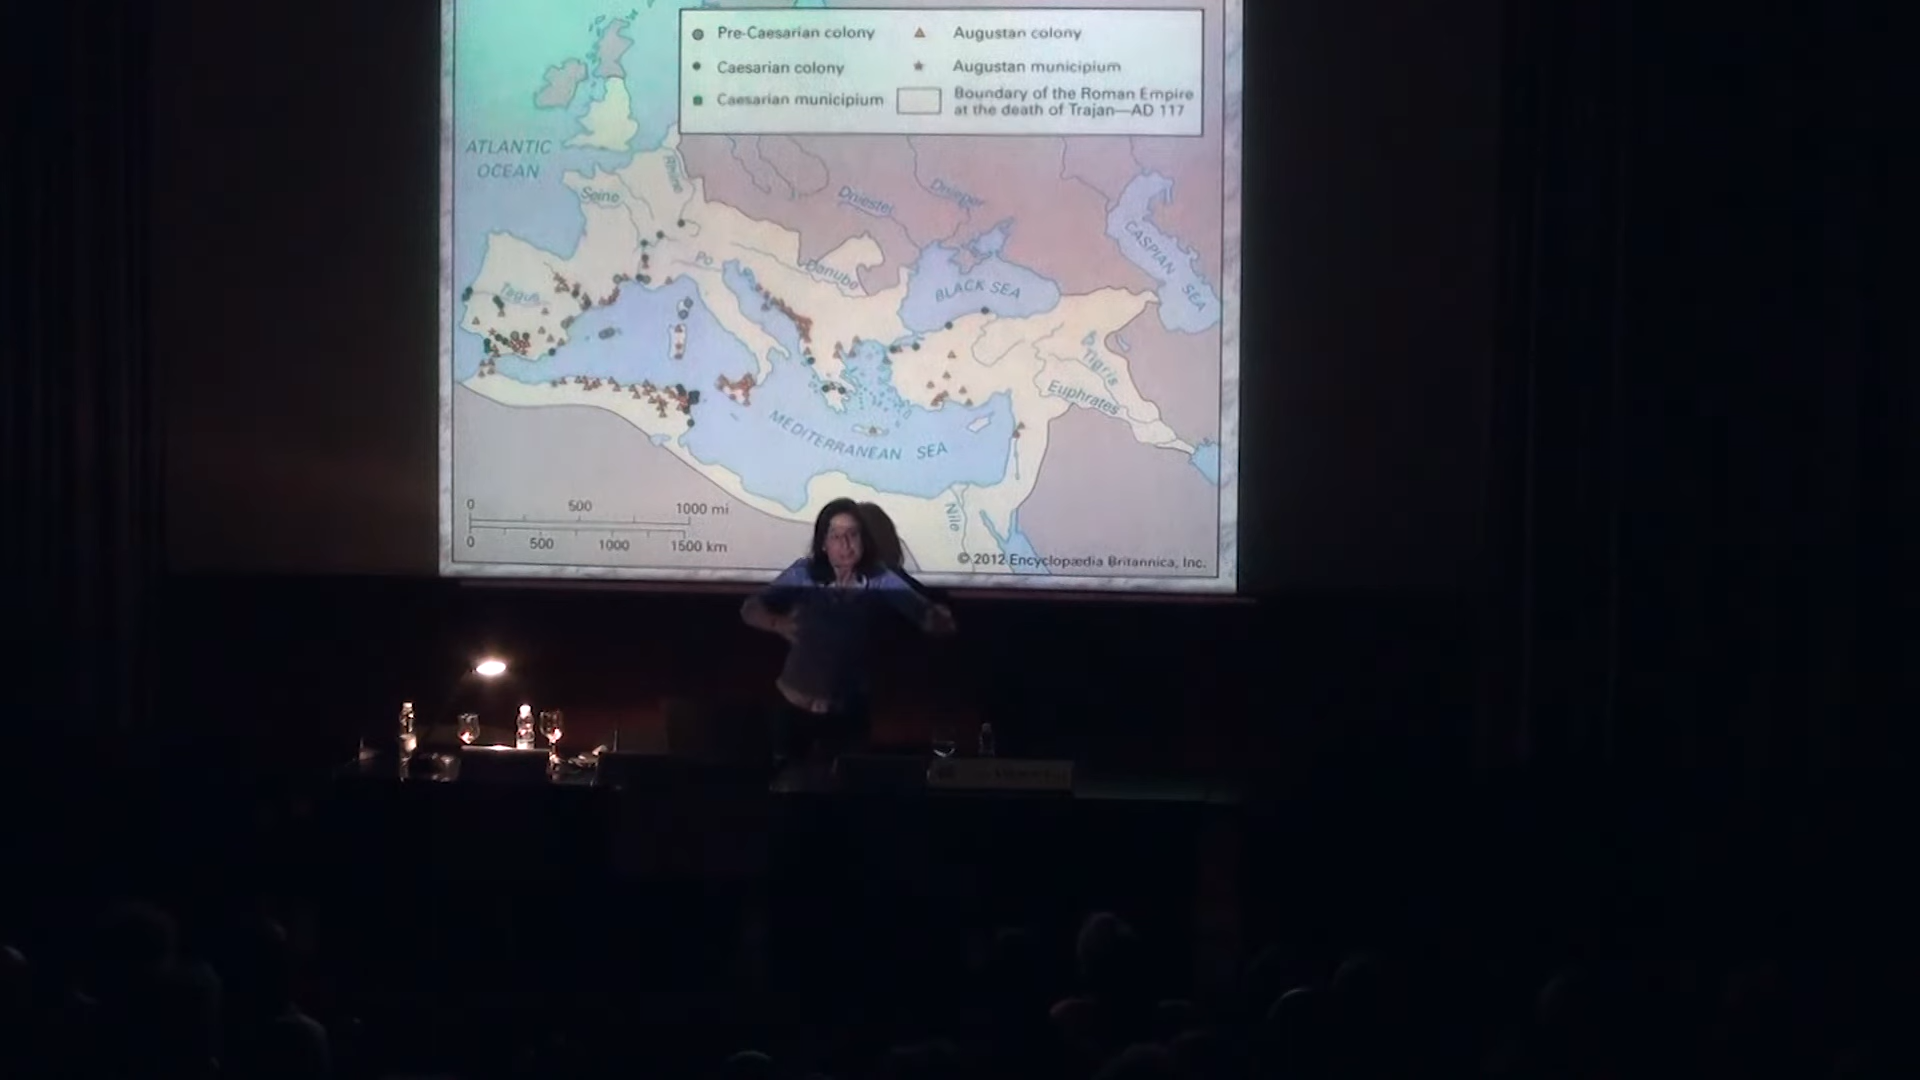 Pre-Caesarian colony
Caesarian colony
Caesarian municipium
Augustan colony
Augustan municipium
Boundary of the Roman Empire
at the death of Trajan—AD 117
ATLANTIC
OCEAN
Seine
Rhine
Dniester
Dnieper
CASPIAN SEA
Po
Danube
BLACK SEA
Tagus
Tigris
Euphrates
MEDITERRANEAN SEA
Nile
0 500 1000 mi
0 500 1000 1500 km
© 2012 Encyclopædia Britannica, Inc.